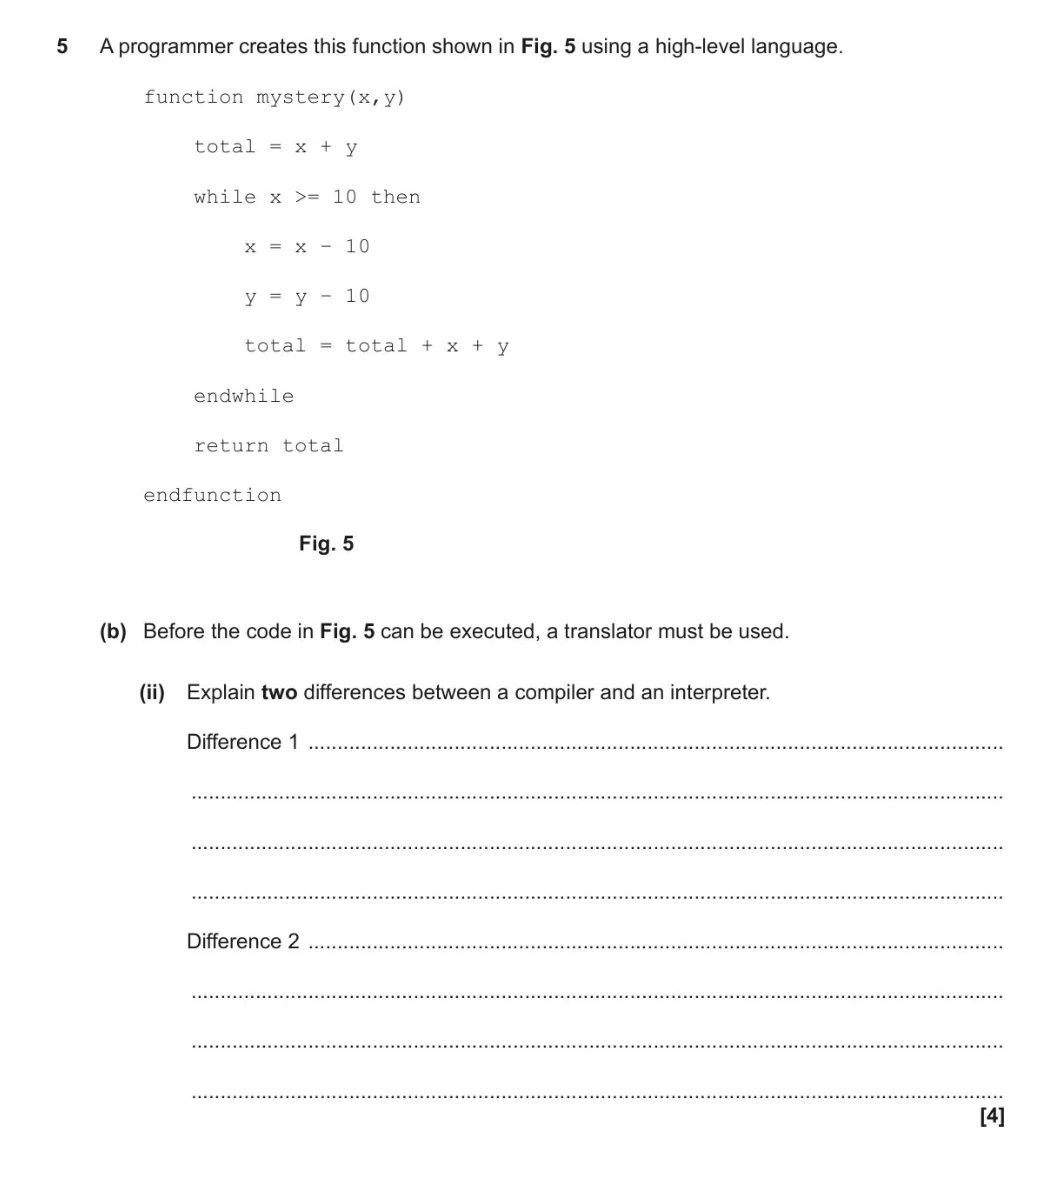 5 A programmer creates this function shown in Fig. 5 using a high-level language.
function mystery(x,y)
total = x + y
while x >= 10 then
x = x - 10
y = y - 10
total = total + x + y
endwhile
return total
endfunction
Fig. 5
(b) Before the code in Fig. 5 can be executed, a translator must be used.
(ii) Explain two differences between a compiler and an interpreter.
Difference 1
Difference 2
[4]